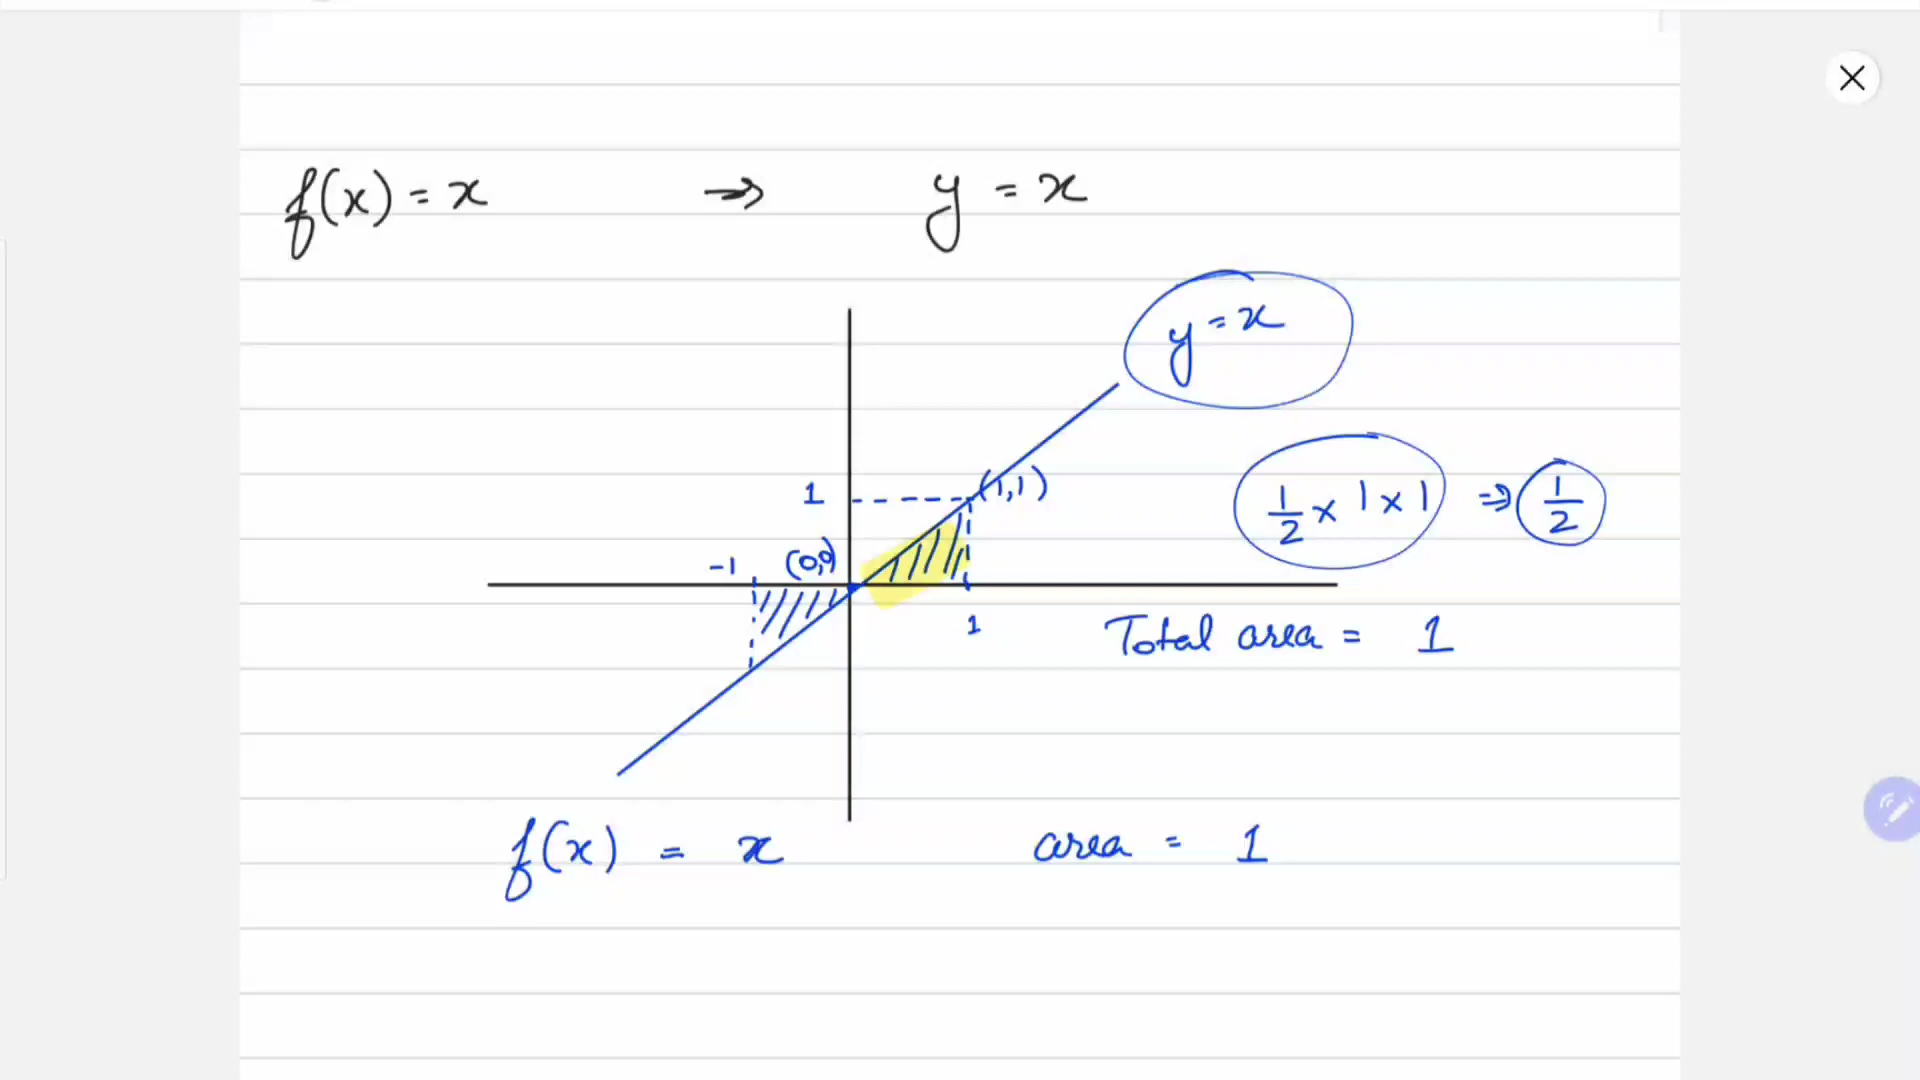 f(x) = x ⇒ y = x
y = x
1 (1,1)
1/2 × 1 × 1 ⇒ 1/2
-1 (0,0)
1
Total area = 1
f(x) = x area = 1